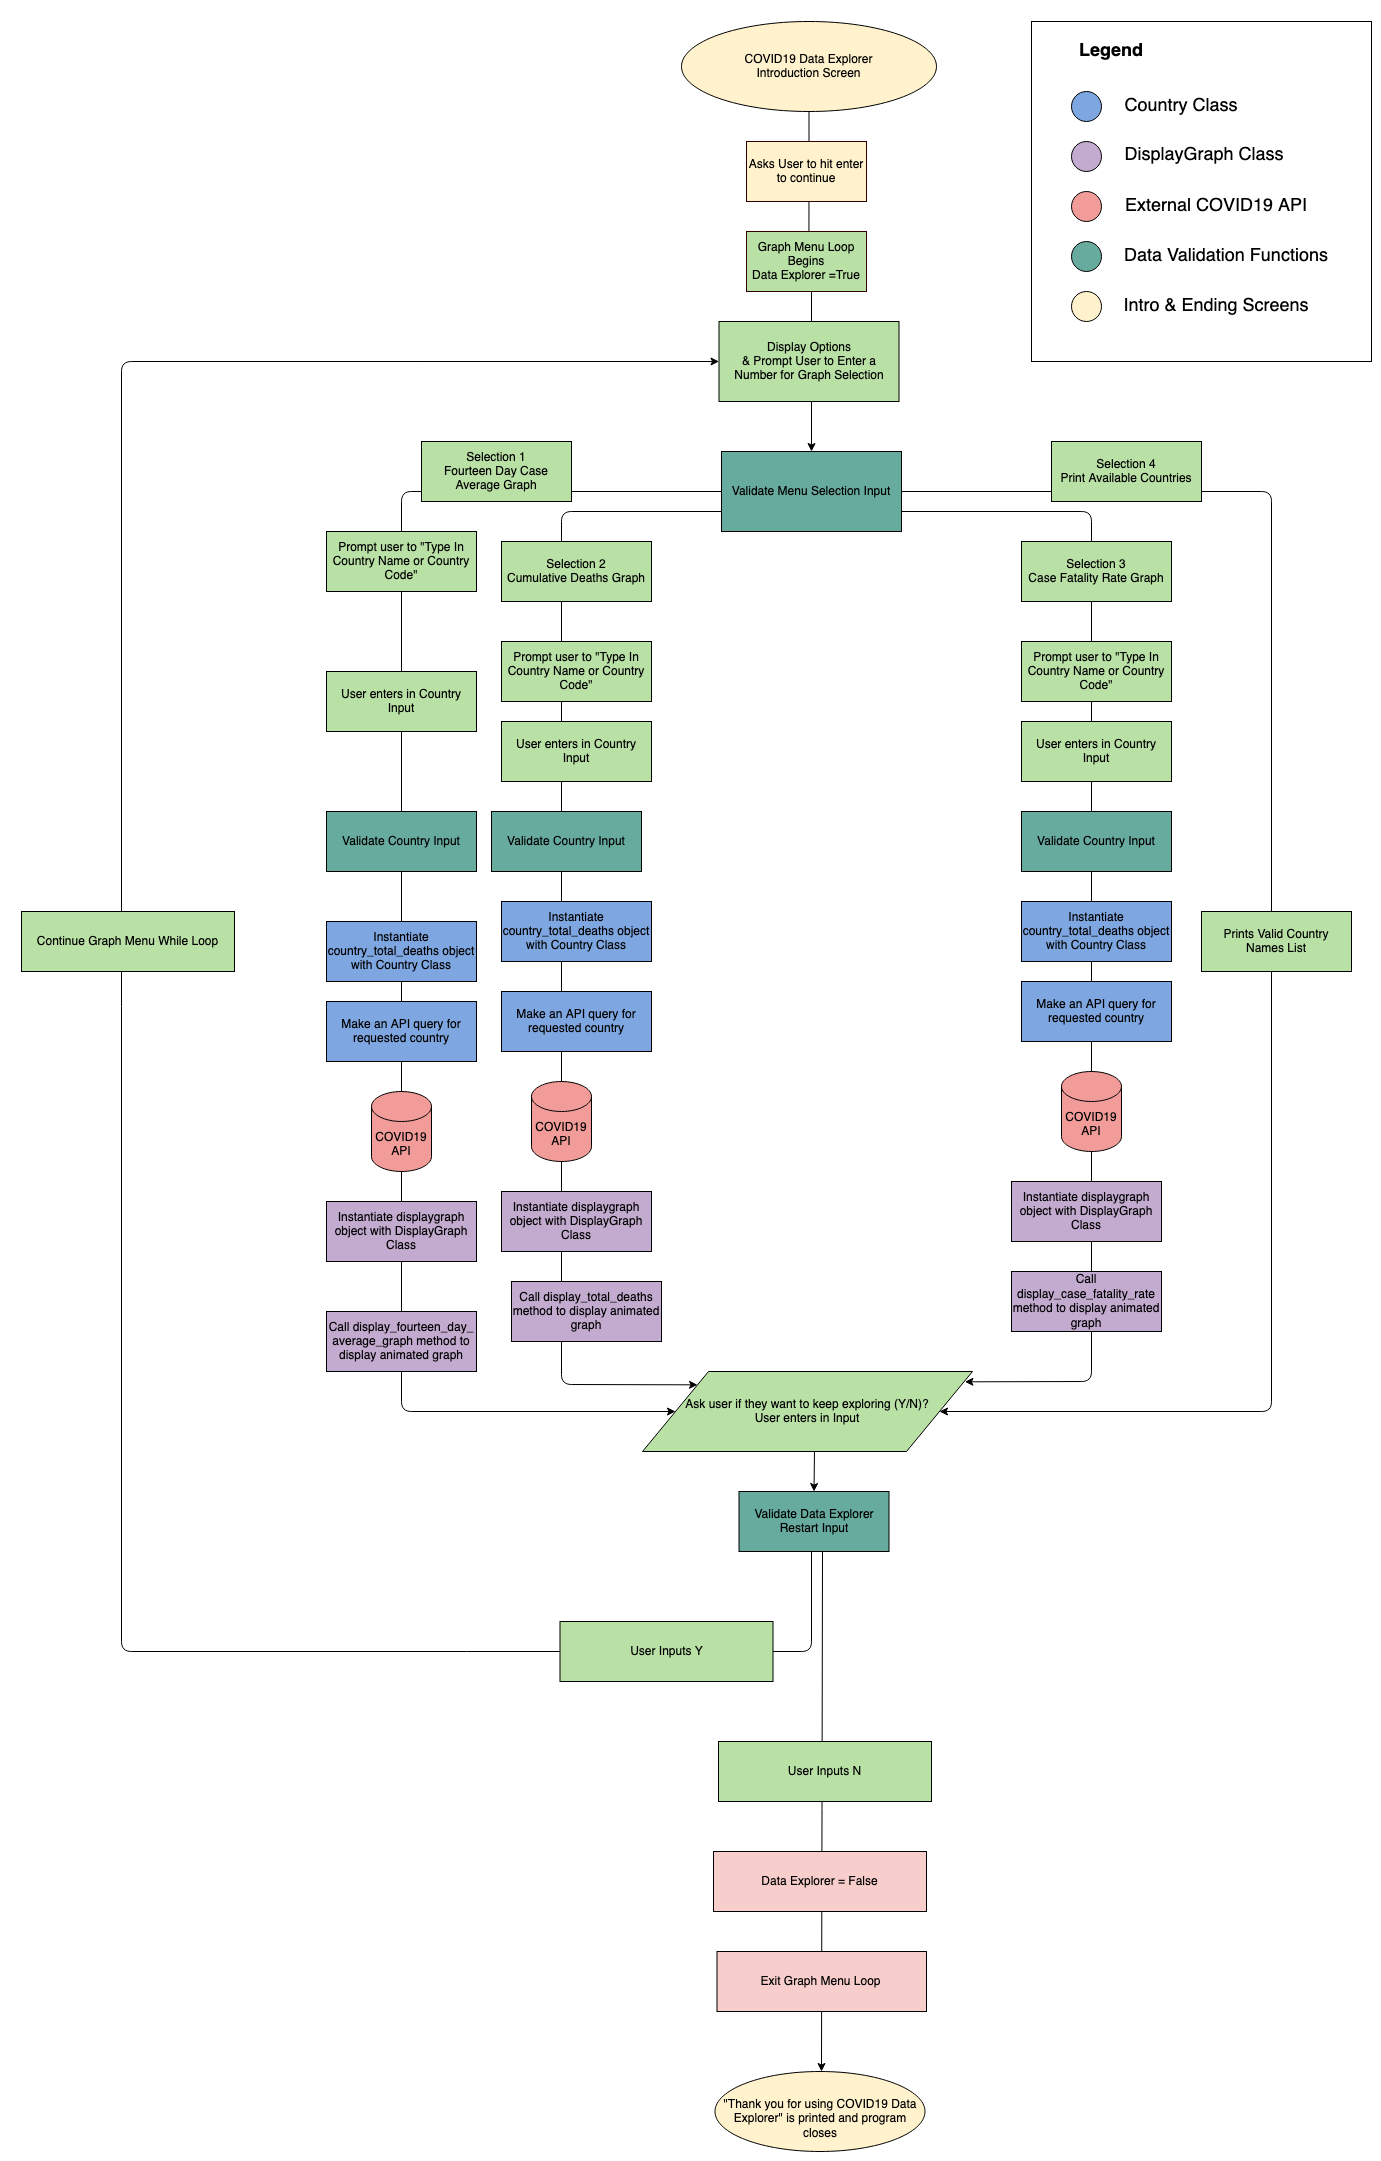 COVID19 Data Explorer
Introduction Screen
Legend
Country Class
DisplayGraph Class
External COVID19 API
Data Validation Functions
Intro & Ending Screens
Asks User to hit enter
to continue
Graph Menu Loop
Begins
Data Explorer =True
Display Options
& Prompt User to Enter a
Number for Graph Selection
Validate Menu Selection Input
Selection 1
Fourteen Day Case
Average Graph
Selection 4
Print Available Countries
Prompt user to "Type In
Country Name or Country
Code"
User enters in Country
Input
Validate Country Input
Instantiate
country_total_deaths object
with Country Class
Make an API query for
requested country
COVID19
API
Instantiate displaygraph
object with DisplayGraph
Class
Call display_fourteen_day_
average_graph method to
display animated graph
Selection 2
Cumulative Deaths Graph
Prompt user to "Type In
Country Name or Country
Code"
User enters in Country
Input
Validate Country Input
Instantiate
country_total_deaths object
with Country Class
Make an API query for
requested country
COVID19
API
Instantiate displaygraph
object with DisplayGraph
Class
Call display_total_deaths
method to display animated
graph
Selection 3
Case Fatality Rate Graph
Prompt user to "Type In
Country Name or Country
Code"
User enters in Country
Input
Validate Country Input
Instantiate
country_total_deaths object
with Country Class
Make an API query for
requested country
COVID19
API
Instantiate displaygraph
object with DisplayGraph
Class
Call
display_case_fatality_rate
method to display animated
graph
Prints Valid Country
Names List
Continue Graph Menu While Loop
Ask user if they want to keep exploring (Y/N)?
User enters in Input
Validate Data Explorer
Restart Input
User Inputs Y
User Inputs N
Data Explorer = False
Exit Graph Menu Loop
"Thank you for using COVID19 Data
Explorer" is printed and program
closes